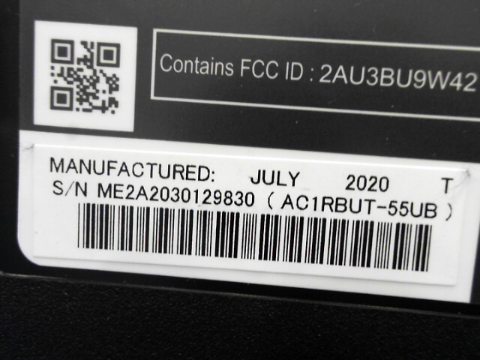 Contains FCC ID : 2AU3BU9W42
MANUFACTURED: JULY 2020 T
S/N ME2A2030129830 ( AC1RBUT-55UB )